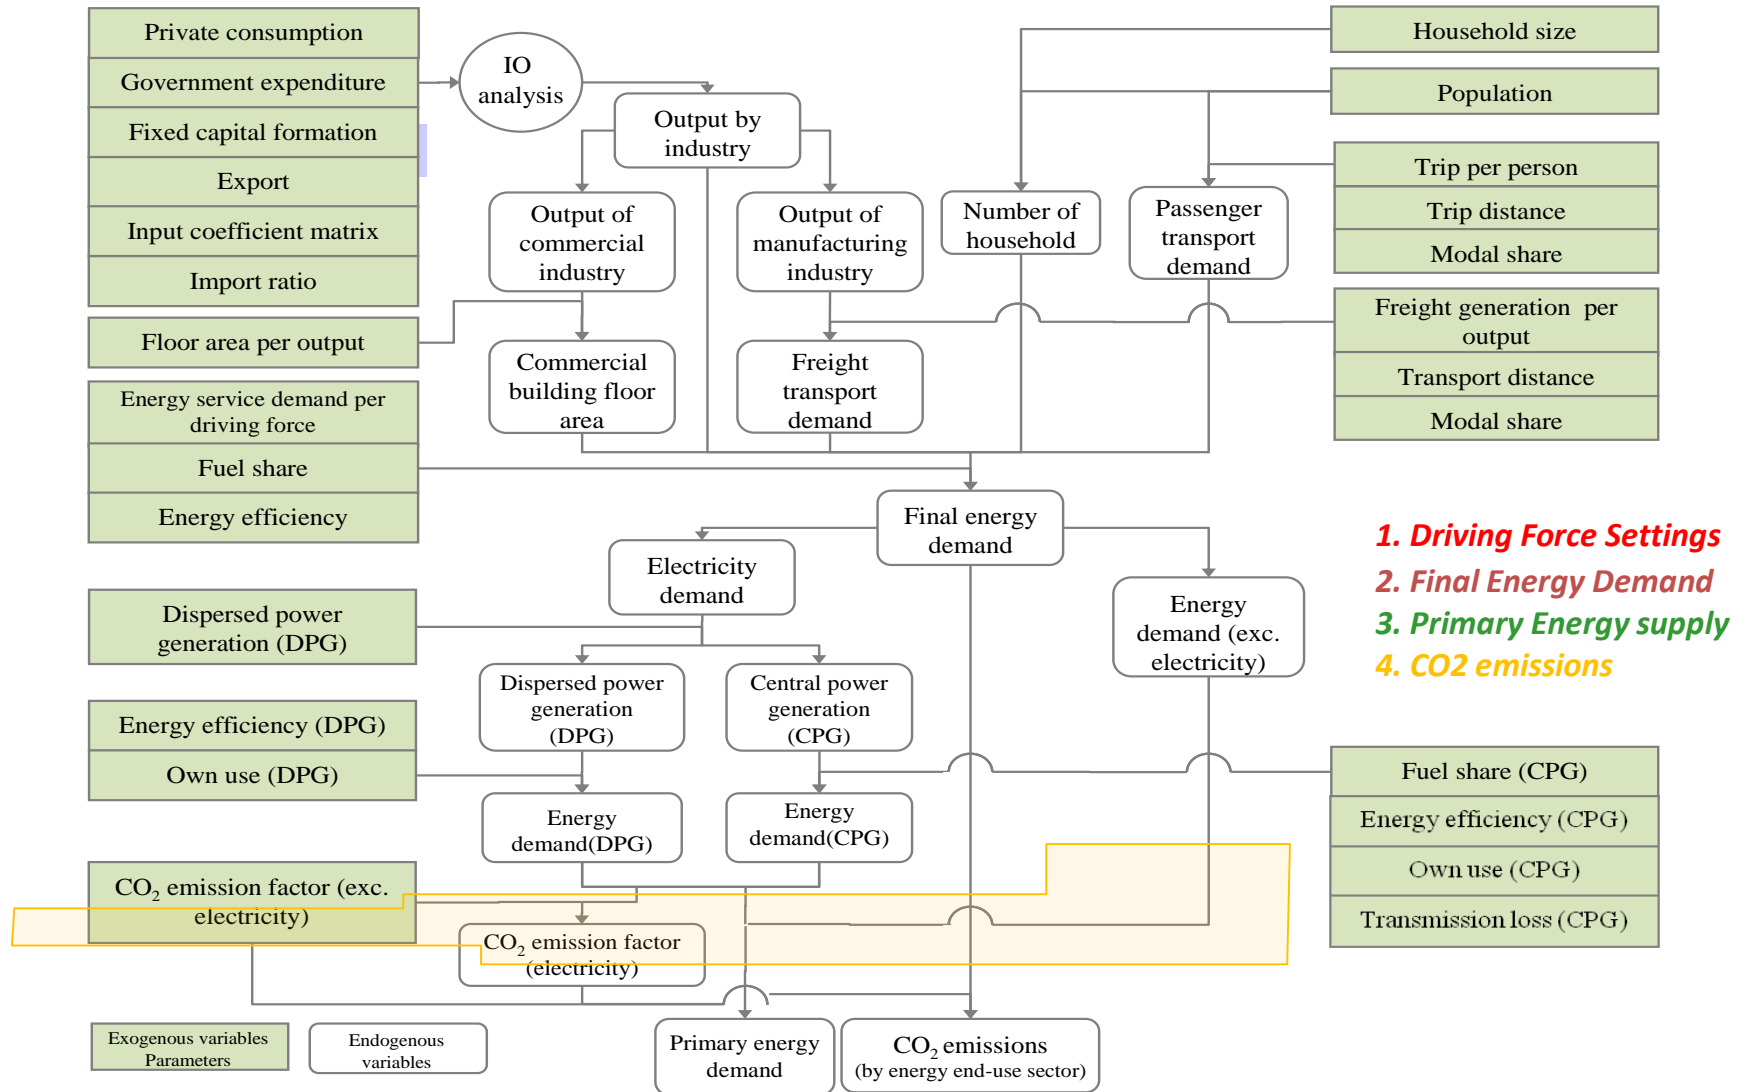 Private consumption
Government expenditure
Fixed capital formation
Export
Input coefficient matrix
Import ratio
Floor area per output
Energy service demand per
driving force
Fuel share
Energy efficiency
Dispersed power
generation (DPG)
Energy efficiency (DPG)
Own use (DPG)
CO2 emission factor (exc.
electricity)
Exogenous variables
Parameters
Endogenous
variables
IO
analysis
Output by
industry
Output of
commercial
industry
Output of
manufacturing
industry
Number of
household
Passenger
transport
demand
Commercial
building floor
area
Freight
transport
demand
Final energy
demand
Electricity
demand
Energy
demand (exc.
electricity)
Dispersed power
generation
(DPG)
Central power
generation
(CPG)
Energy
demand(DPG)
Energy
demand(CPG)
CO2 emission factor
(electricity)
Primary energy
demand
CO2 emissions
(by energy end-use sector)
Household size
Population
Trip per person
Trip distance
Modal share
Freight generation per
output
Transport distance
Modal share
1. Driving Force Settings
2. Final Energy Demand
3. Primary Energy supply
4. CO2 emissions
Fuel share (CPG)
Energy efficiency (CPG)
Own use (CPG)
Transmission loss (CPG)